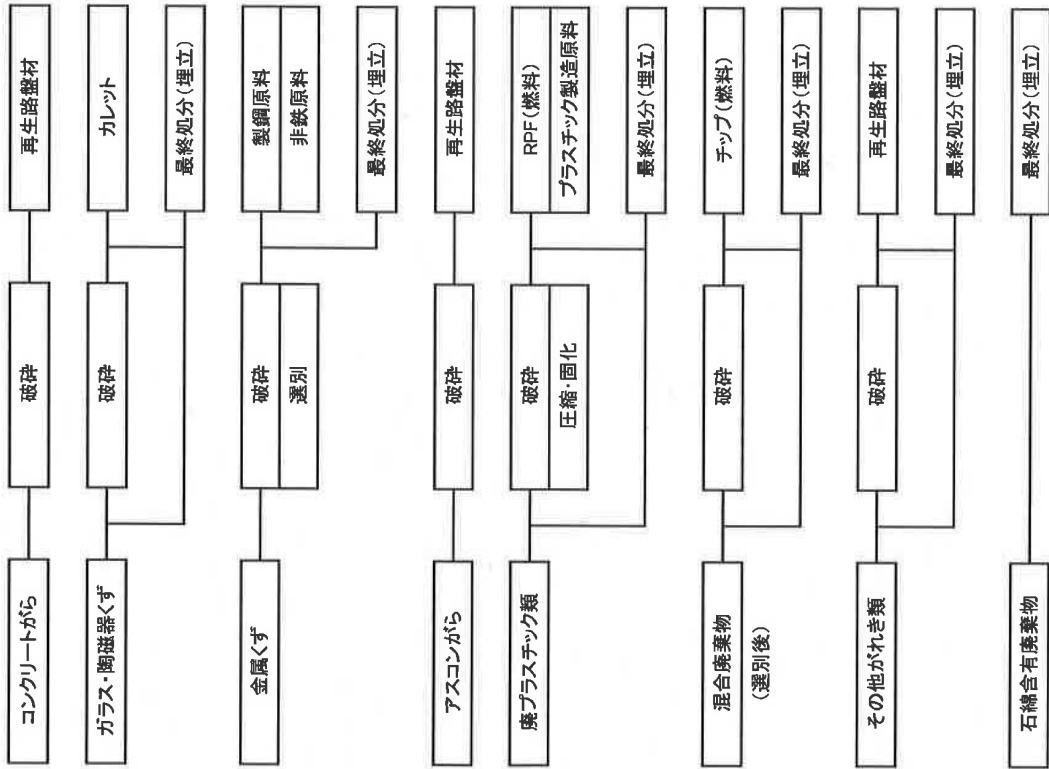 コンクリートがら
破砕
再生路盤材
ガラス・陶磁器くず
破砕
カレット
最終処分(埋立)
金属くず
破砕
選別
製鋼原料
非鉄原料
最終処分(埋立)
アスコンがら
破砕
再生路盤材
廃プラスチック類
破砕
圧縮・固化
RPF(燃料)
プラスチック製造原料
最終処分(埋立)
混合廃棄物
(選別後)
破砕
チップ(燃料)
最終処分(埋立)
その他がれき類
破砕
再生路盤材
最終処分(埋立)
石綿含有廃棄物
最終処分(埋立)